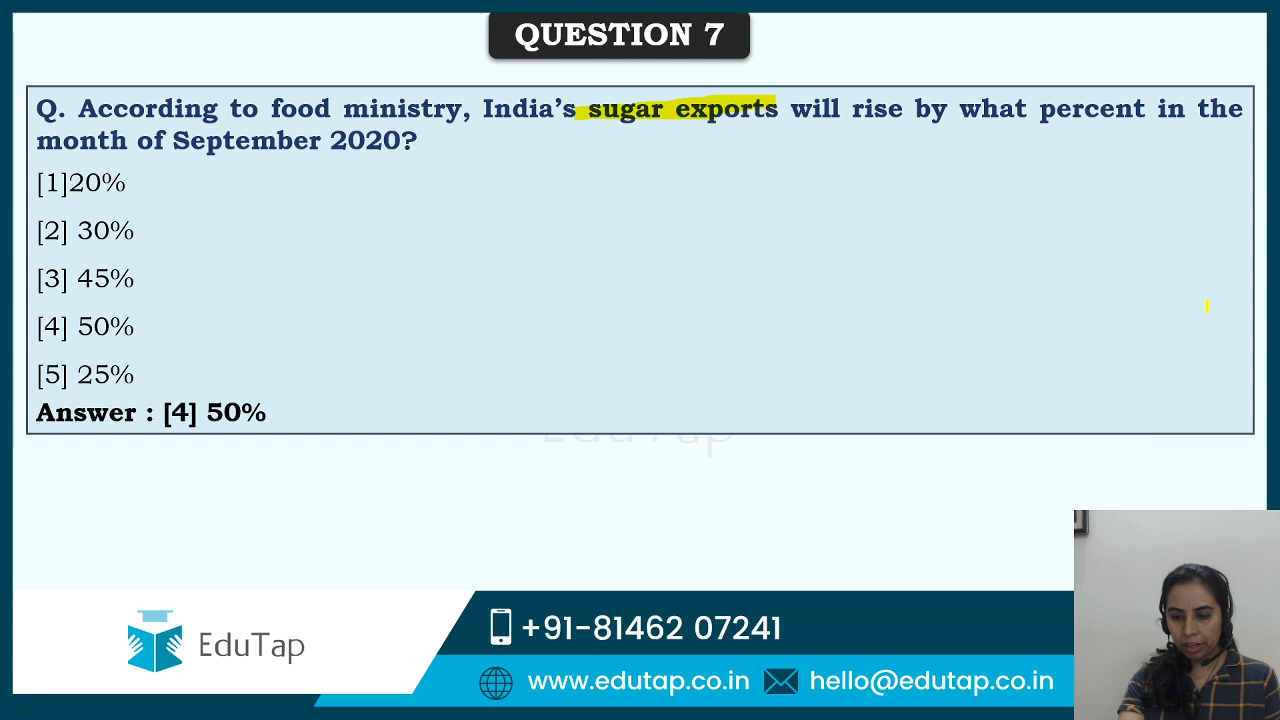 QUESTION 7
Q. According to food ministry, India’s sugar exports will rise by what percent in the
month of September 2020?
[1]20%
[2] 30%
[3] 45%
[4] 50%
[5] 25%
Answer : [4] 50%
EduTap
EduTap
+91-81462 07241
www.edutap.co.in
hello@edutap.co.in